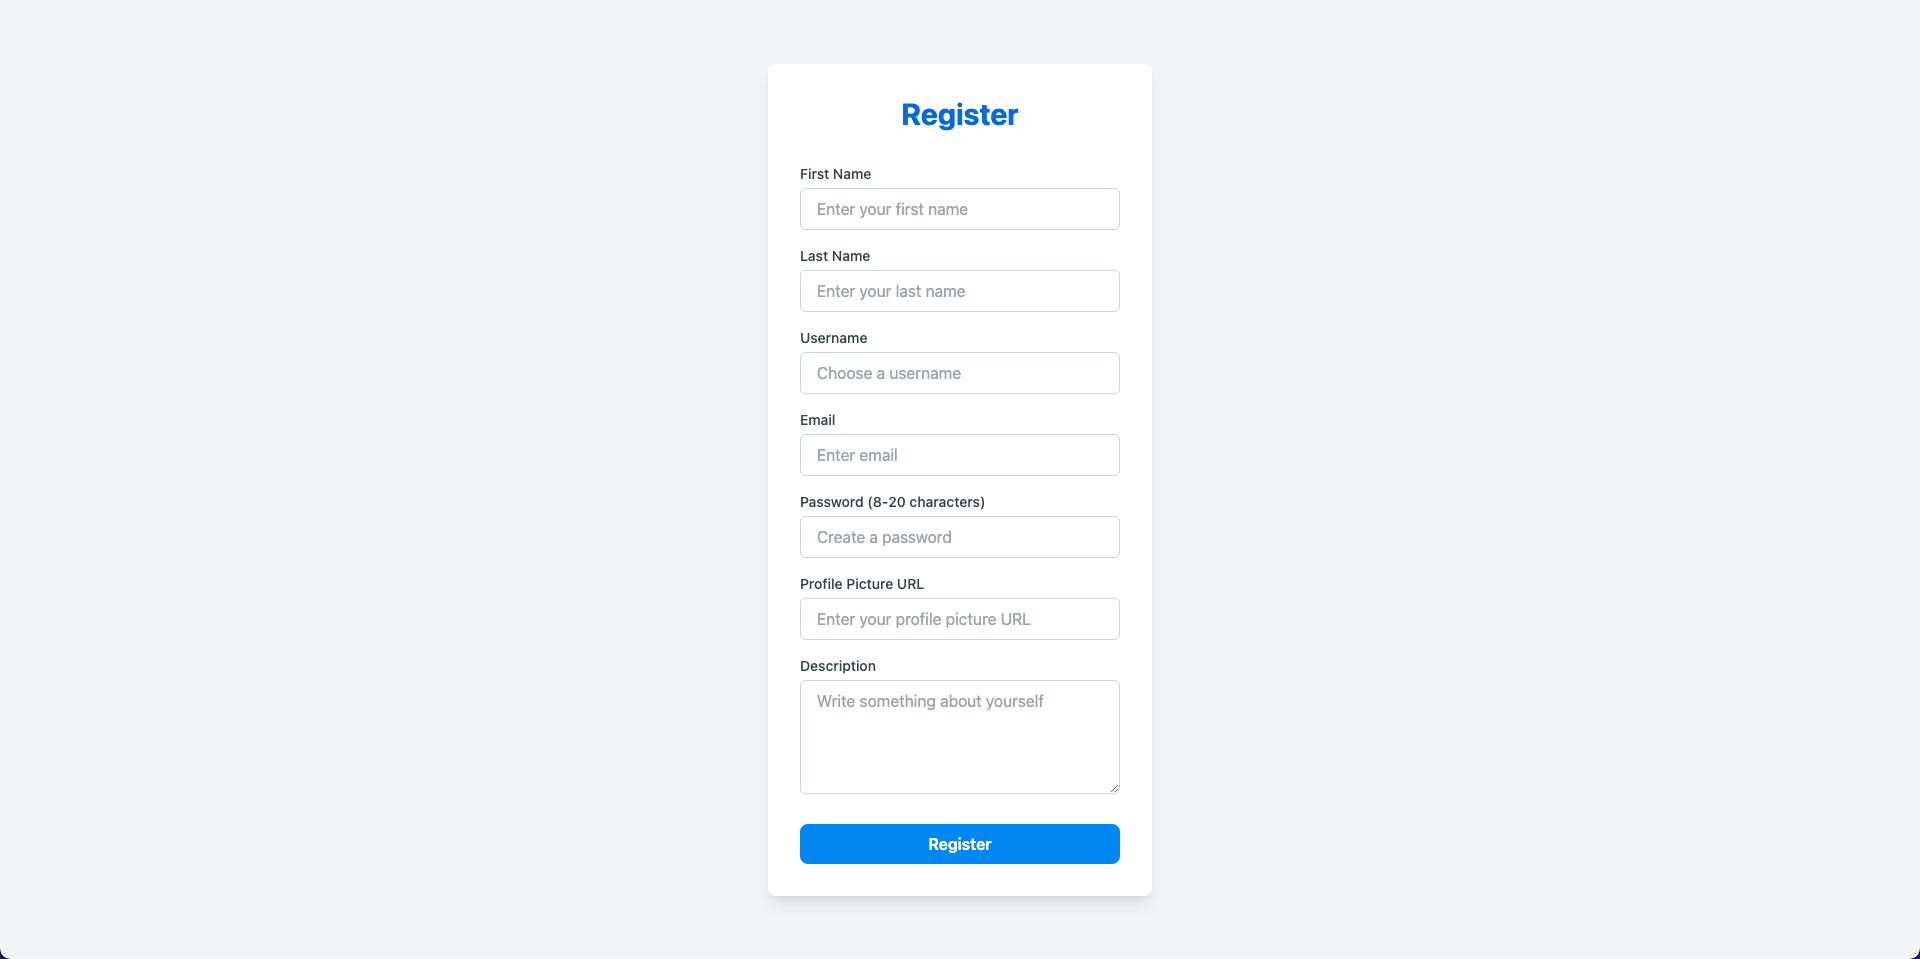 Register
First Name
Enter your first name
Last Name
Enter your last name
Username
Choose a username
Email
Enter email
Password (8-20 characters)
Create a password
Profile Picture URL
Enter your profile picture URL
Description
Write something about yourself
Register